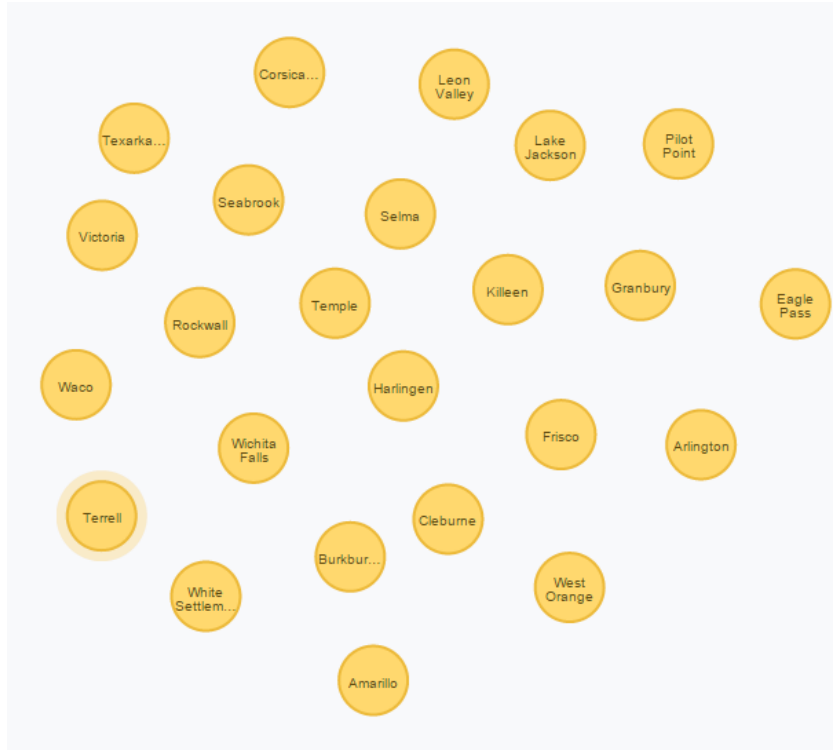 Corsica...
Leon
Valley
Texarka...
Lake
Jackson
Pilot
Point
Seabrook
Selma
Victoria
Killeen
Granbury
Eagle
Pass
Temple
Rockwall
Waco
Harlingen
Wichita
Falls
Frisco
Arlington
Terrell
Cleburne
Burkbur...
White
Settlem...
West
Orange
Amarillo